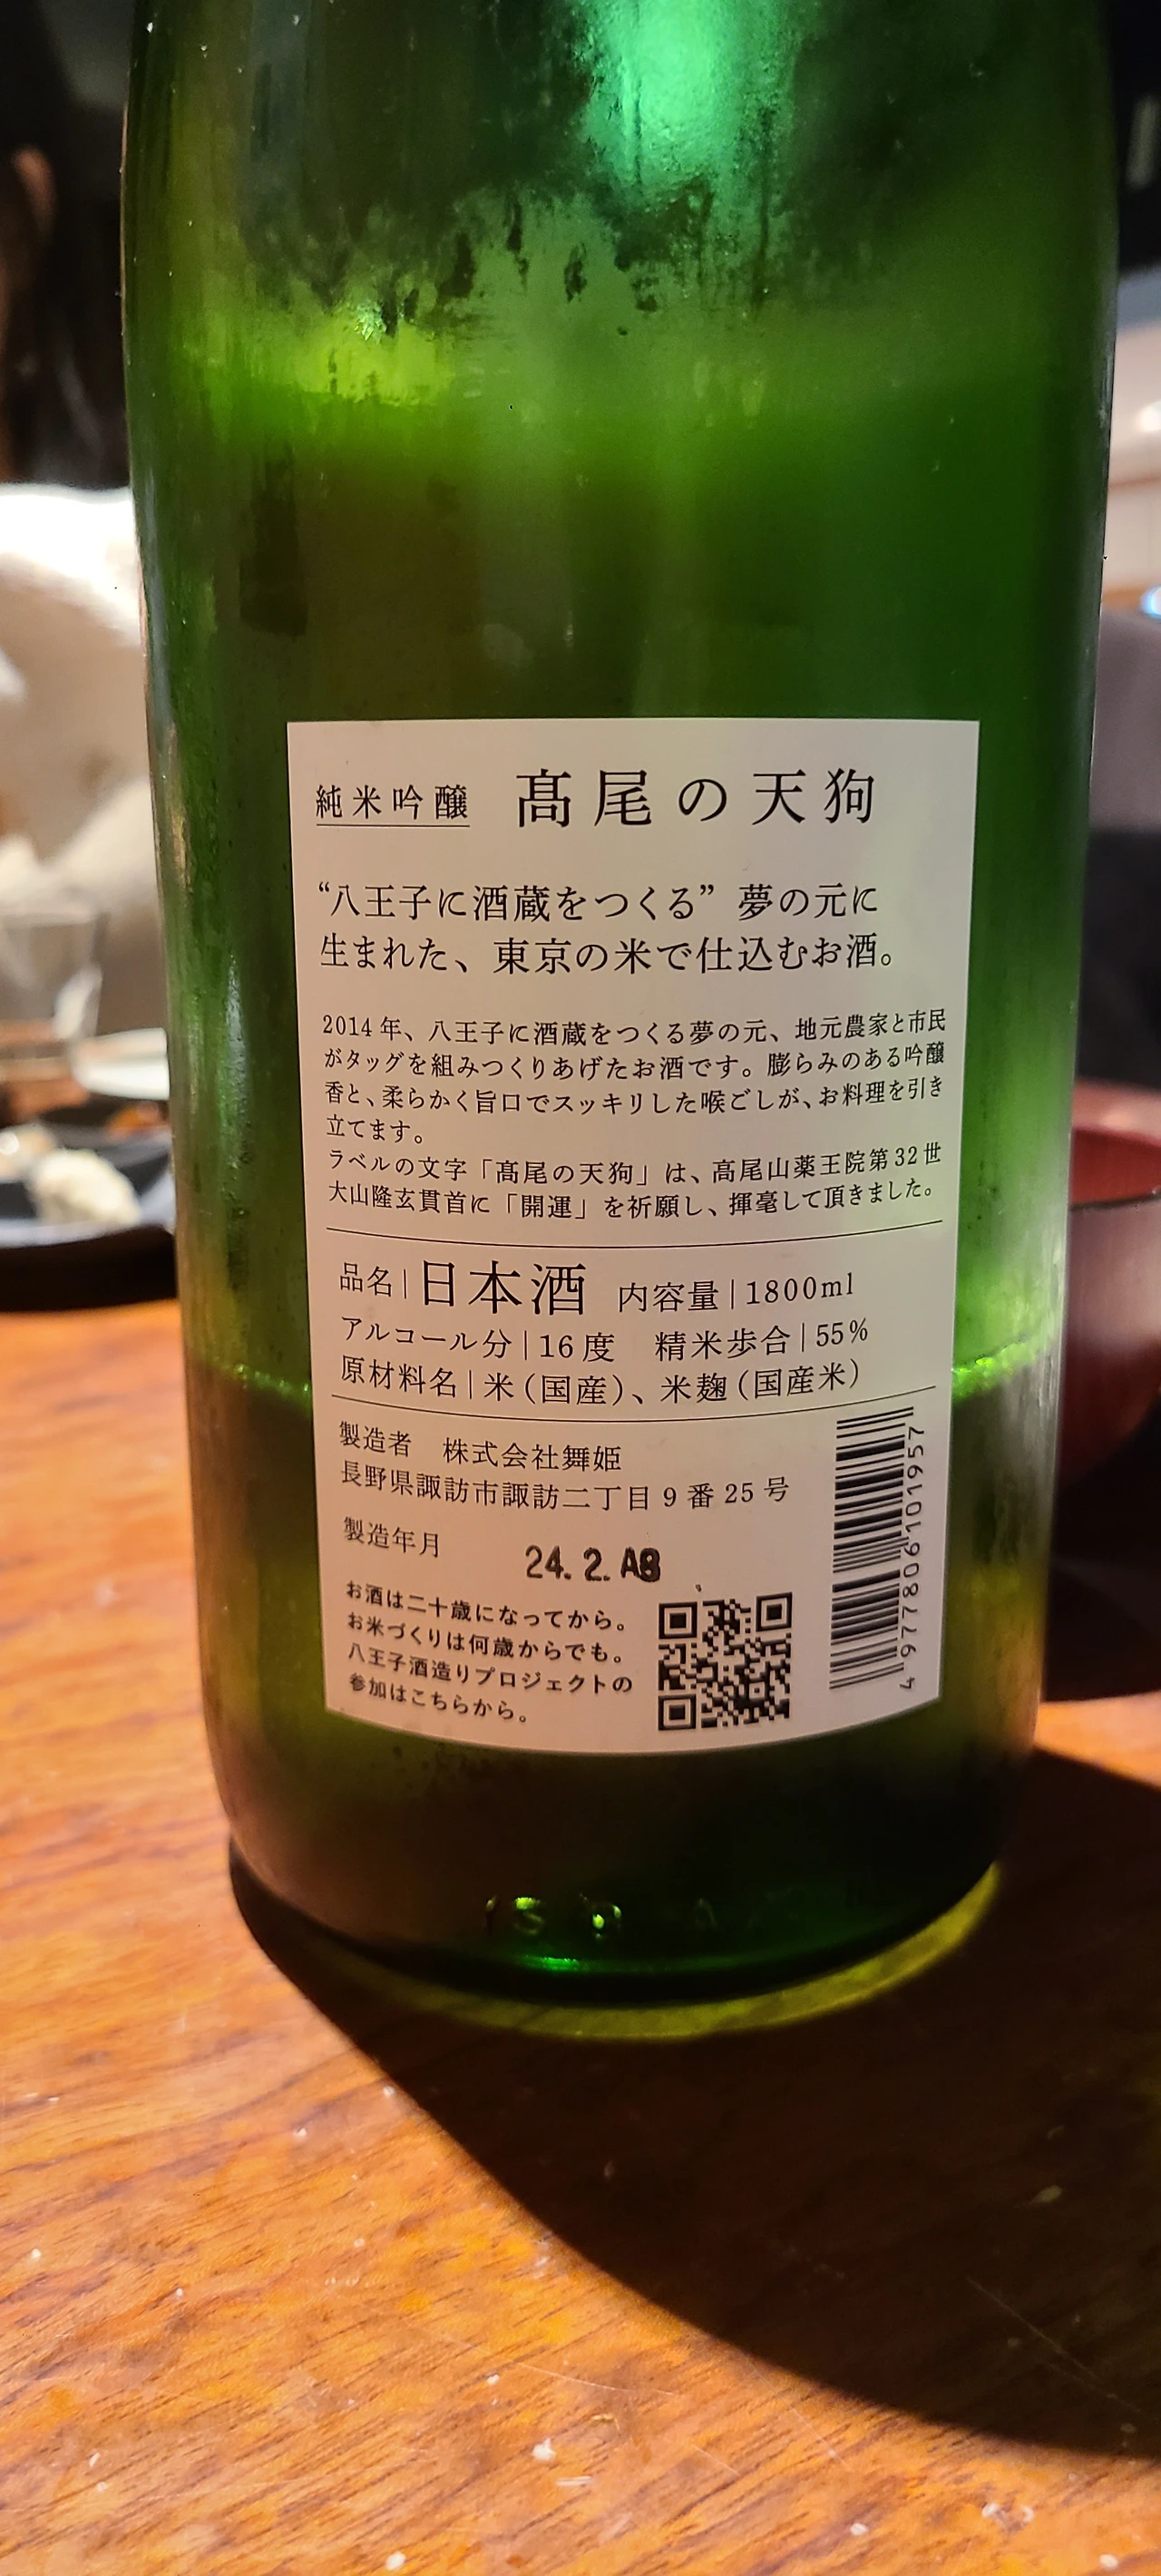 純米吟醸 髙尾の天狗
“八王子に酒蔵をつくる” 夢の元に
生まれた、東京の米で仕込むお酒。
2014年、八王子に酒蔵をつくる夢の元、地元農家と市民
がタッグを組みつくりあげたお酒です。膨らみのある吟醸
香と、柔らかく旨口でスッキリした喉ごしが、お料理を引き
立てます。
ラベルの文字「髙尾の天狗」は、高尾山薬王院第32世
大山隆玄貫首に「開運」を祈願し、揮毫して頂きました。
品名|日本酒 内容量|1800ml
アルコール分|16度 精米歩合|55%
原材料名|米(国産)、米麹(国産米)
製造者 株式会社舞姫
長野県諏訪市諏訪二丁目9番25号
製造年月 24.2.AB
お酒は二十歳になってから。
お米づくりは何歳からでも。
八王子酒造りプロジェクトの
参加はこちらから。
4977806101957